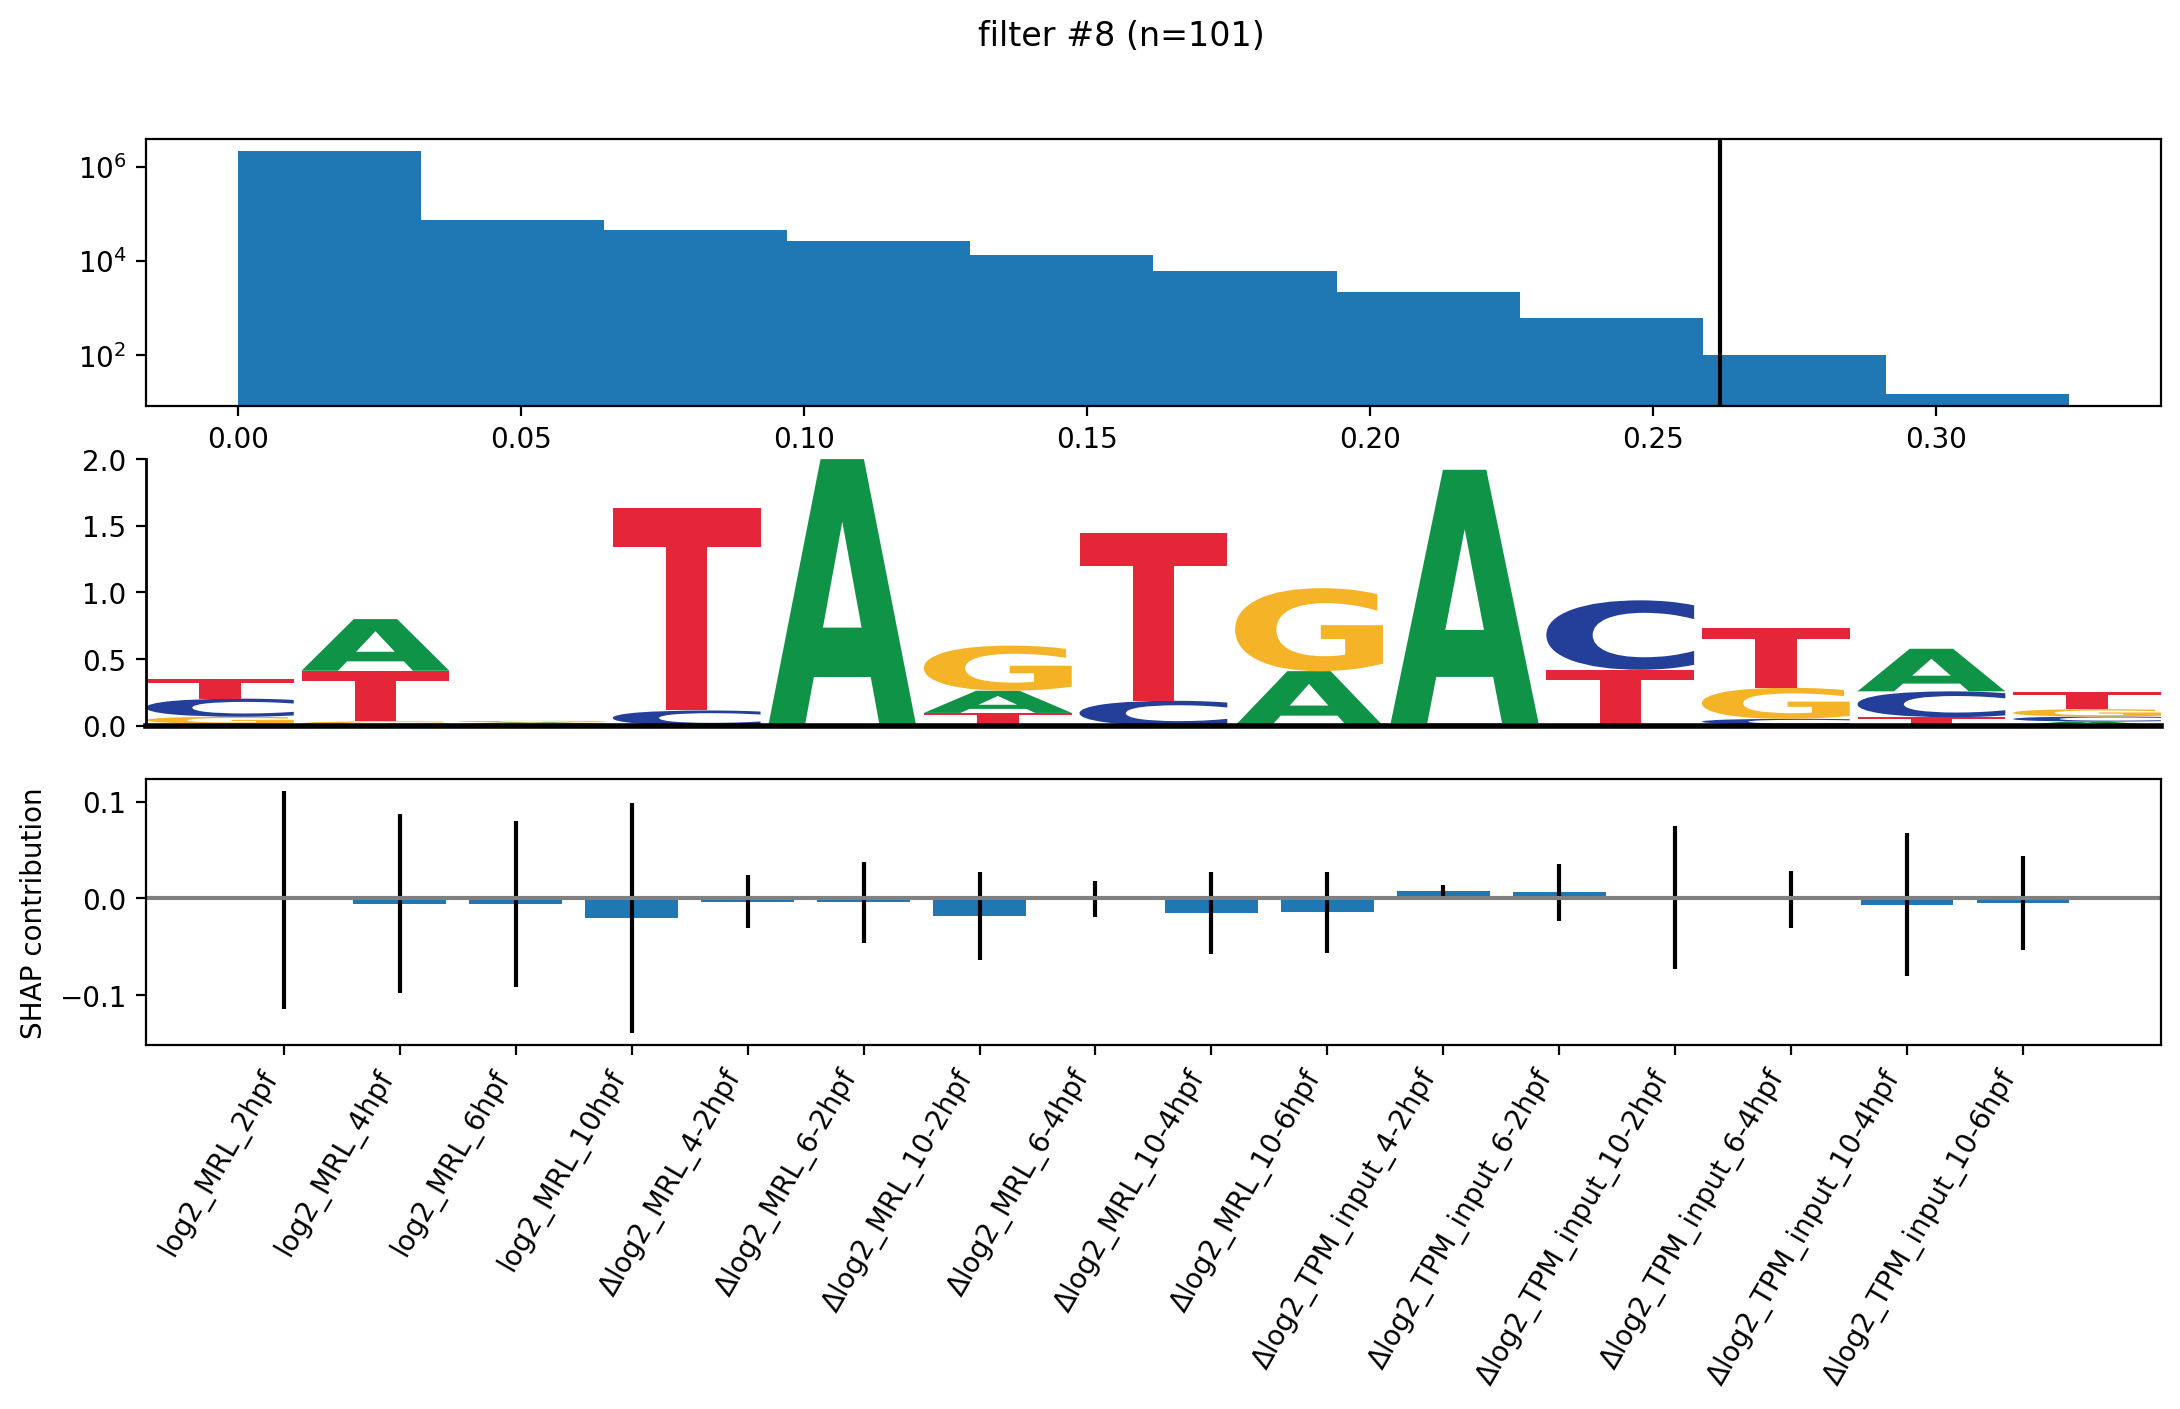 filter #8 (n=101)
10^6
10^4
10^2
0.00 0.05 0.10 0.15 0.20 0.25 0.30
2.0
1.5
1.0
0.5
0.0
T C G A T G T C A G A T T C G A A C T T G C A C T T G C A
SHAP contribution
0.1
0.0
−0.1
log2_MRL_2hpf
log2_MRL_4hpf
log2_MRL_6hpf
log2_MRL_10hpf
Δlog2_MRL_4-2hpf
Δlog2_MRL_6-2hpf
Δlog2_MRL_10-2hpf
Δlog2_MRL_6-4hpf
Δlog2_MRL_10-4hpf
Δlog2_MRL_10-6hpf
Δlog2_TPM_input_4-2hpf
Δlog2_TPM_input_6-2hpf
Δlog2_TPM_input_10-2hpf
Δlog2_TPM_input_6-4hpf
Δlog2_TPM_input_10-4hpf
Δlog2_TPM_input_10-6hpf